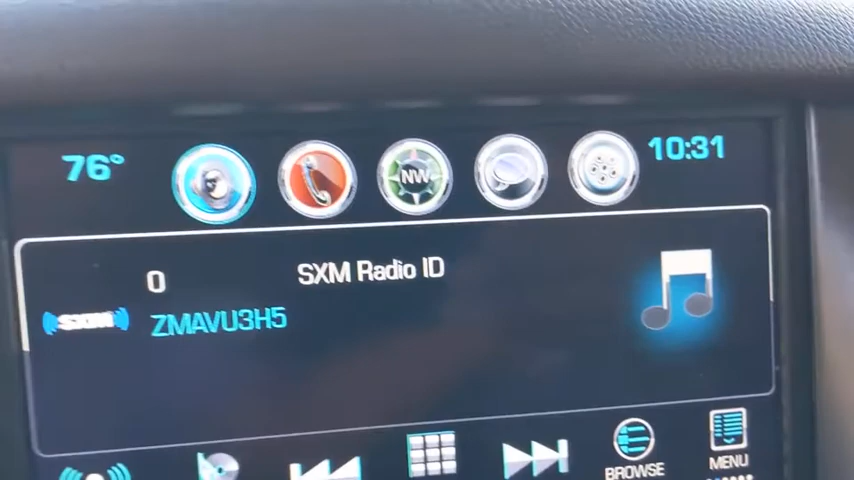 76°
NW
10:31
0
SXM Radio ID
SXM
ZMAVU3H5
BROWSE
MENU